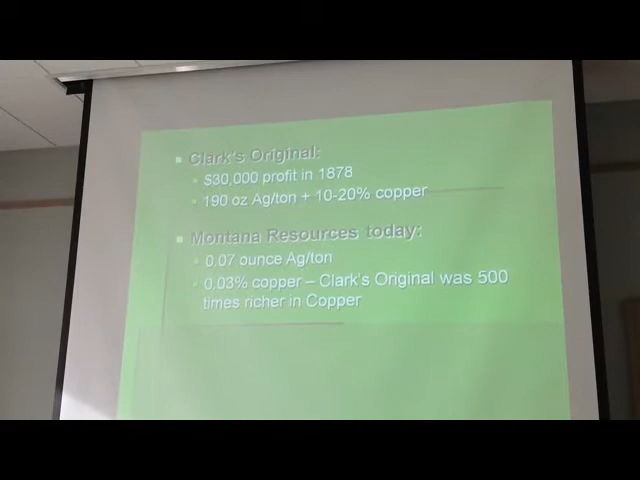 Clark's Original:
$30,000 profit in 1878
190 oz Ag/ton + 10-20% copper
Montana Resources today:
0.07 ounce Ag/ton
0.03% copper – Clark's Original was 500
times richer in Copper